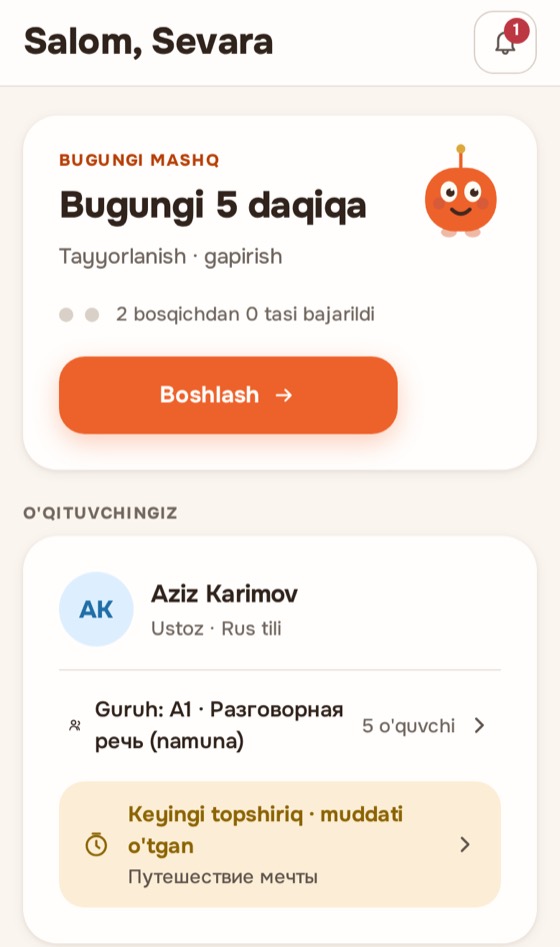 Salom, Sevara
1
BUGUNGI MASHQ
Bugungi 5 daqiqa
Tayyorlanish · gapirish
2 bosqichdan 0 tasi bajarildi
Boshlash →
O'QITUVCHINGIZ
AK
Aziz Karimov
Ustoz · Rus tili
Guruh: A1 · Разговорная
речь (namuna)
5 o'quvchi
Keyingi topshiriq · muddati
o'tgan
Путешествие мечты